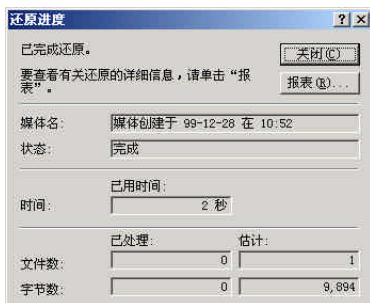 还原进度
已完成还原。
关闭(C)
要查看有关还原的详细信息，请单击“报
表”。
报表(R)...
媒体名:
媒体创建于 99-12-28 在 10:52
状态:
完成
已用时间:
时间:
2 秒
已处理:
估计:
文件数:
0
1
字节数:
0
9,894